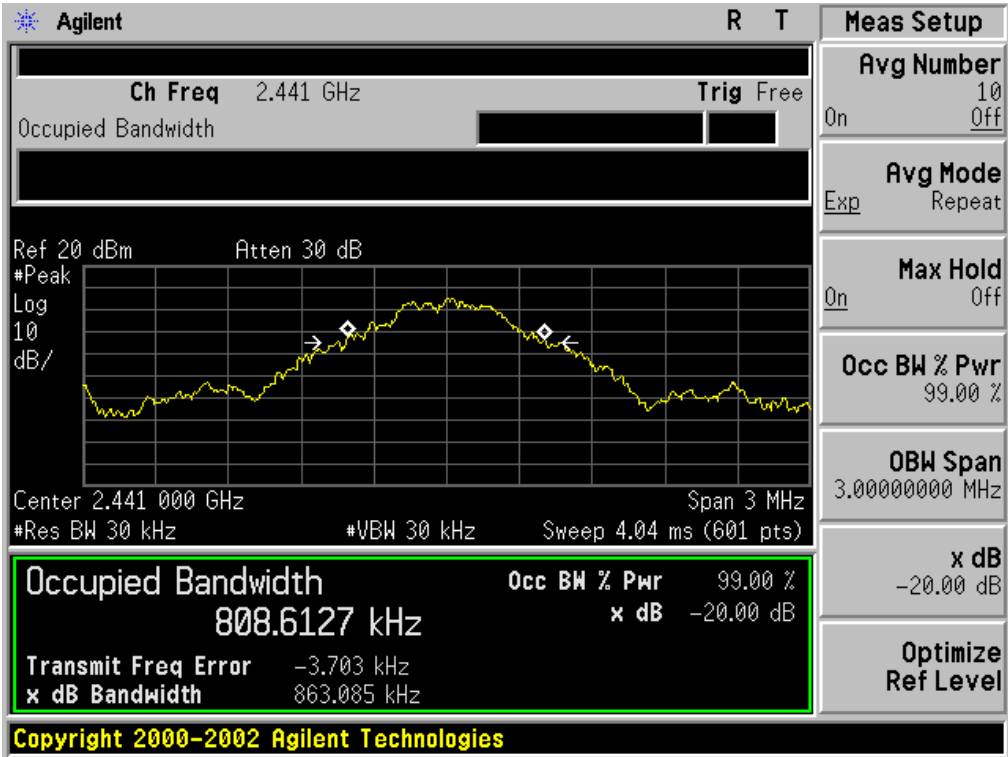 Agilent R T
Ch Freq 2.441 GHz Trig Free
Occupied Bandwidth
Ref 20 dBm Atten 30 dB
#Peak
Log
10
dB/
Center 2.441 000 GHz Span 3 MHz
#Res BW 30 kHz #VBW 30 kHz Sweep 4.04 ms (601 pts)
Occupied Bandwidth Occ BW % Pwr 99.00 %
808.6127 kHz x dB -20.00 dB
Transmit Freq Error -3.703 kHz
x dB Bandwidth 863.085 kHz
Copyright 2000-2002 Agilent Technologies
Meas Setup
Avg Number
10
On Off
Avg Mode
Exp Repeat
Max Hold
On Off
Occ BW % Pwr
99.00 %
OBW Span
3.00000000 MHz
x dB
-20.00 dB
Optimize
Ref Level